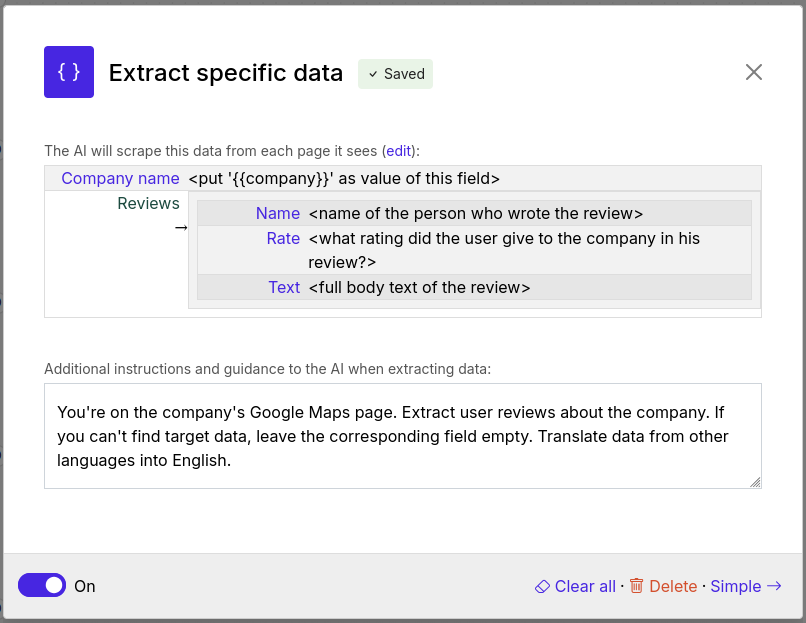 { } Extract specific data ✓ Saved
The AI will scrape this data from each page it sees (edit):
Company name <put '{{company}}' as value of this field>
Reviews
→
Name <name of the person who wrote the review>
Rate <what rating did the user give to the company in his
review?>
Text <full body text of the review>
Additional instructions and guidance to the AI when extracting data:
You're on the company's Google Maps page. Extract user reviews about the company. If
you can't find target data, leave the corresponding field empty. Translate data from other
languages into English.
On
Clear all · Delete · Simple →